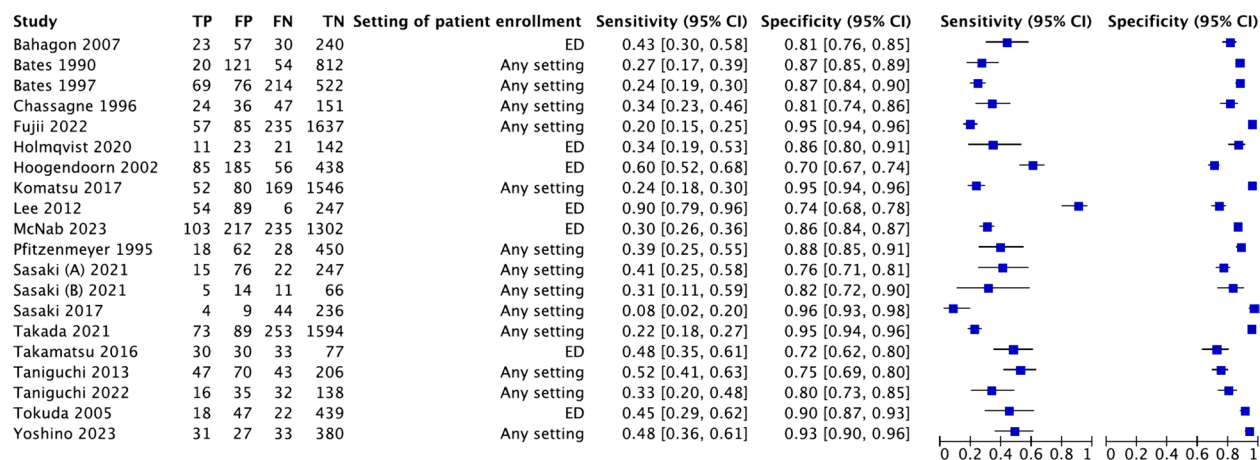 Study TP FP FN TN Setting of patient enrollment Sensitivity (95% CI) Specificity (95% CI) Sensitivity (95% CI) Specificity (95% CI)
Bahagon 2007 23 57 30 240 ED 0.43 [0.30, 0.58] 0.81 [0.76, 0.85]
Bates 1990 20 121 54 812 Any setting 0.27 [0.17, 0.39] 0.87 [0.85, 0.89]
Bates 1997 69 76 214 522 Any setting 0.24 [0.19, 0.30] 0.87 [0.84, 0.90]
Chassagne 1996 24 36 47 151 Any setting 0.34 [0.23, 0.46] 0.81 [0.74, 0.86]
Fujii 2022 57 85 235 1637 Any setting 0.20 [0.15, 0.25] 0.95 [0.94, 0.96]
Holmqvist 2020 11 23 21 142 ED 0.34 [0.19, 0.53] 0.86 [0.80, 0.91]
Hoogendoorn 2002 85 185 56 438 ED 0.60 [0.52, 0.68] 0.70 [0.67, 0.74]
Komatsu 2017 52 80 169 1546 Any setting 0.24 [0.18, 0.30] 0.95 [0.94, 0.96]
Lee 2012 54 89 6 247 ED 0.90 [0.79, 0.96] 0.74 [0.68, 0.78]
McNab 2023 103 217 235 1302 ED 0.30 [0.26, 0.36] 0.86 [0.84, 0.87]
Pfitzenmeyer 1995 18 62 28 450 Any setting 0.39 [0.25, 0.55] 0.88 [0.85, 0.91]
Sasaki (A) 2021 15 76 22 247 Any setting 0.41 [0.25, 0.58] 0.76 [0.71, 0.81]
Sasaki (B) 2021 5 14 11 66 Any setting 0.31 [0.11, 0.59] 0.82 [0.72, 0.90]
Sasaki 2017 4 9 44 236 Any setting 0.08 [0.02, 0.20] 0.96 [0.93, 0.98]
Takada 2021 73 89 253 1594 Any setting 0.22 [0.18, 0.27] 0.95 [0.94, 0.96]
Takamatsu 2016 30 30 33 77 ED 0.48 [0.35, 0.61] 0.72 [0.62, 0.80]
Taniguchi 2013 47 70 43 206 Any setting 0.52 [0.41, 0.63] 0.75 [0.69, 0.80]
Taniguchi 2022 16 35 32 138 Any setting 0.33 [0.20, 0.48] 0.80 [0.73, 0.85]
Tokuda 2005 18 47 22 439 ED 0.45 [0.29, 0.62] 0.90 [0.87, 0.93]
Yoshino 2023 31 27 33 380 Any setting 0.48 [0.36, 0.61] 0.93 [0.90, 0.96]
0 0.2 0.4 0.6 0.8 1 0 0.2 0.4 0.6 0.8 1